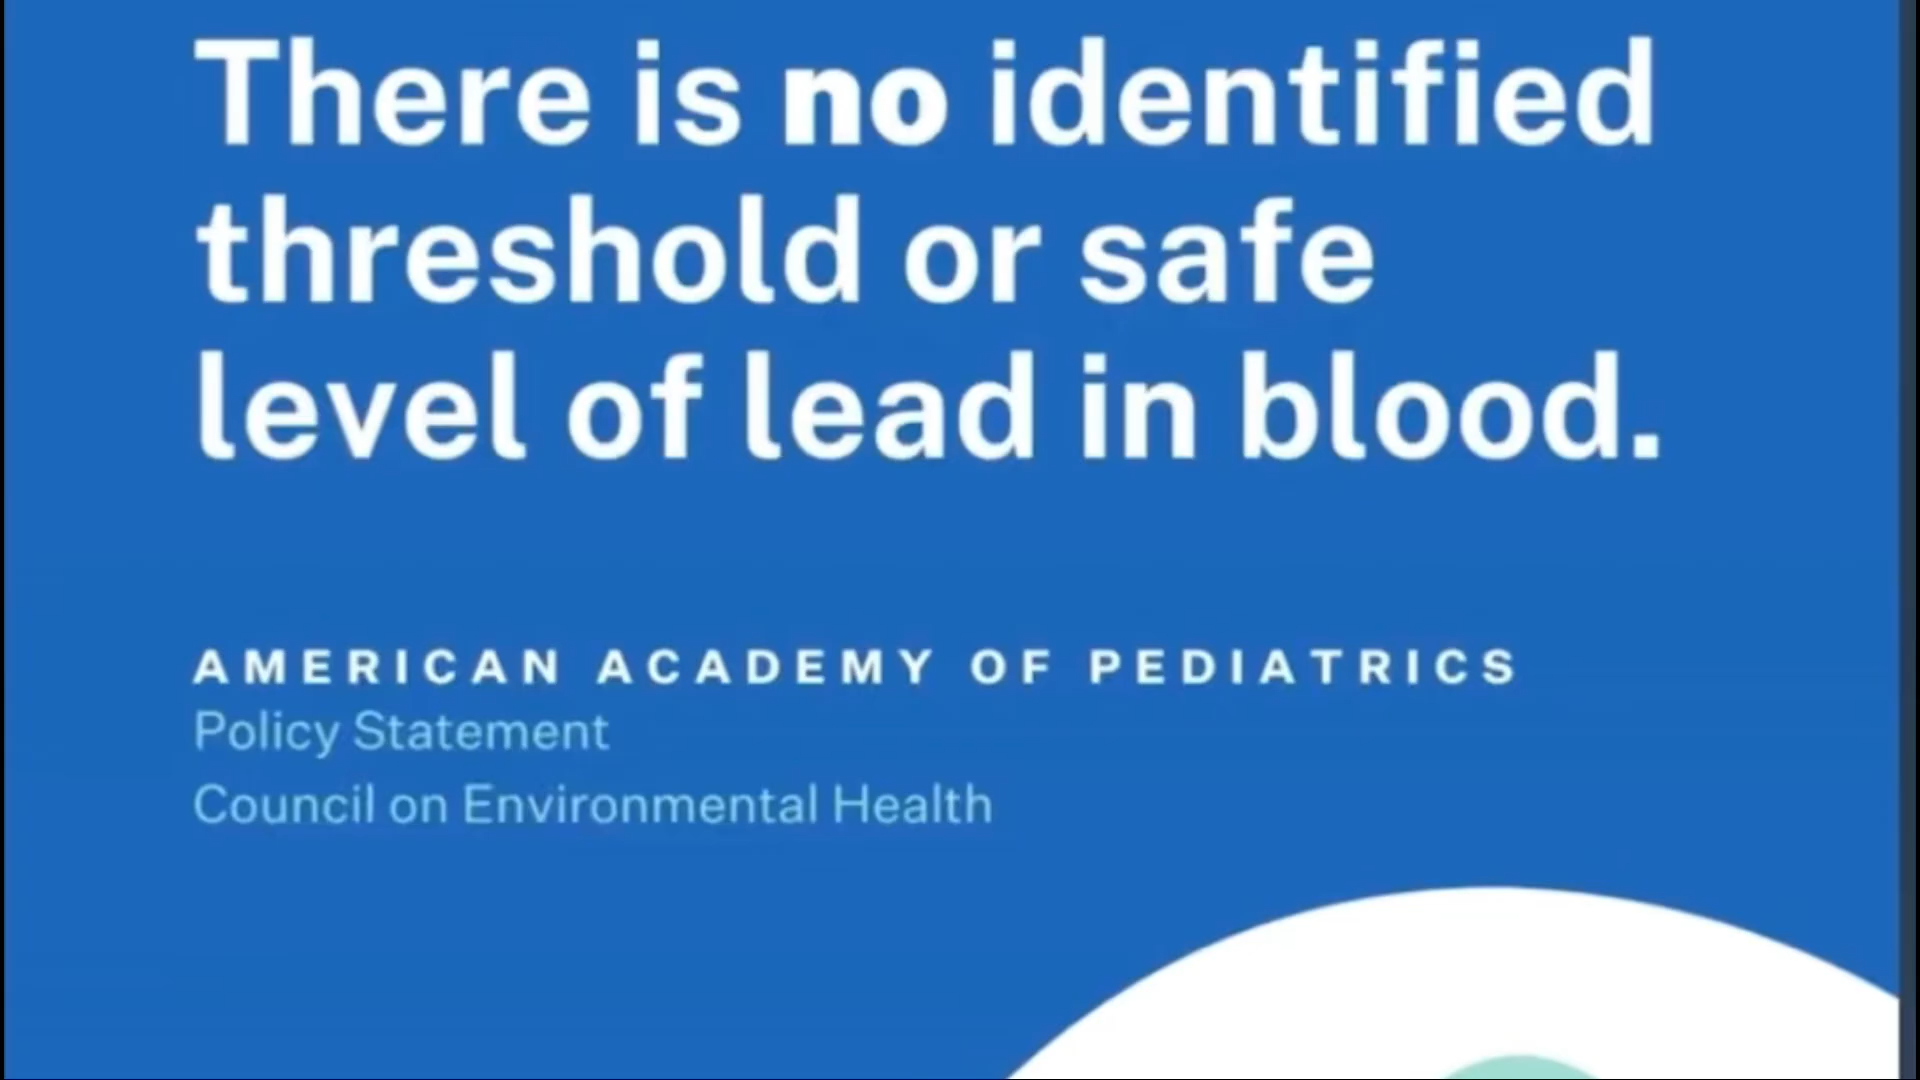 There is no identified
threshold or safe
level of lead in blood.
AMERICAN ACADEMY OF PEDIATRICS
Policy Statement
Council on Environmental Health